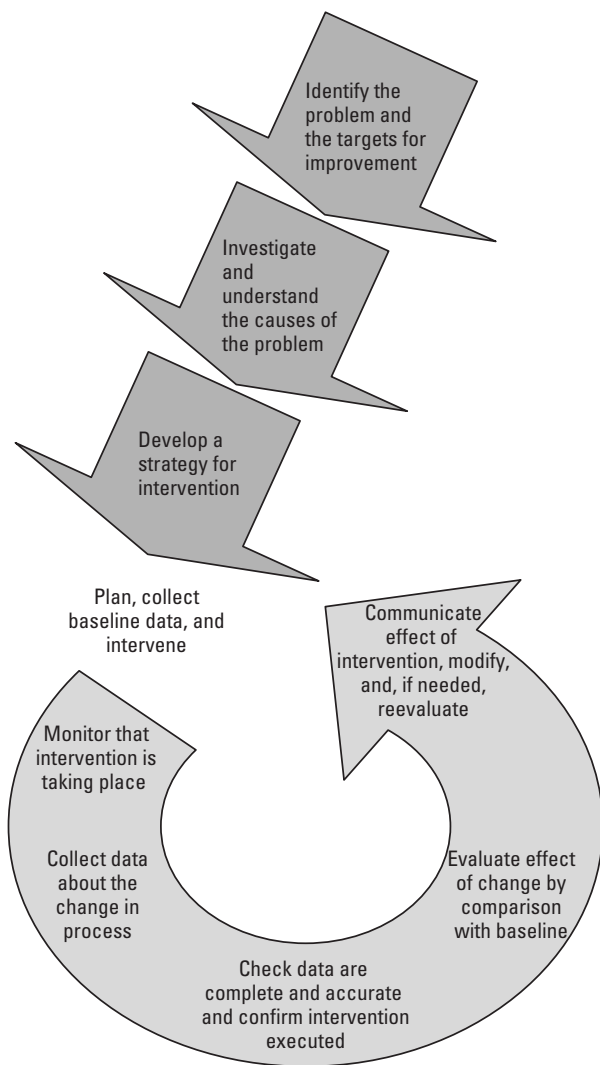 Identify the
problem and
the targets for
improvement
Investigate
and
understand
the causes of
the problem
Develop a
strategy for
intervention
Plan, collect
baseline data, and
intervene
Monitor that
intervention is
taking place
Collect data
about the
change in
process
Check data are
complete and accurate
and confirm intervention
executed
Evaluate effect
of change by
comparison
with baseline
Communicate
effect of
intervention, modify,
and, if needed,
reevaluate